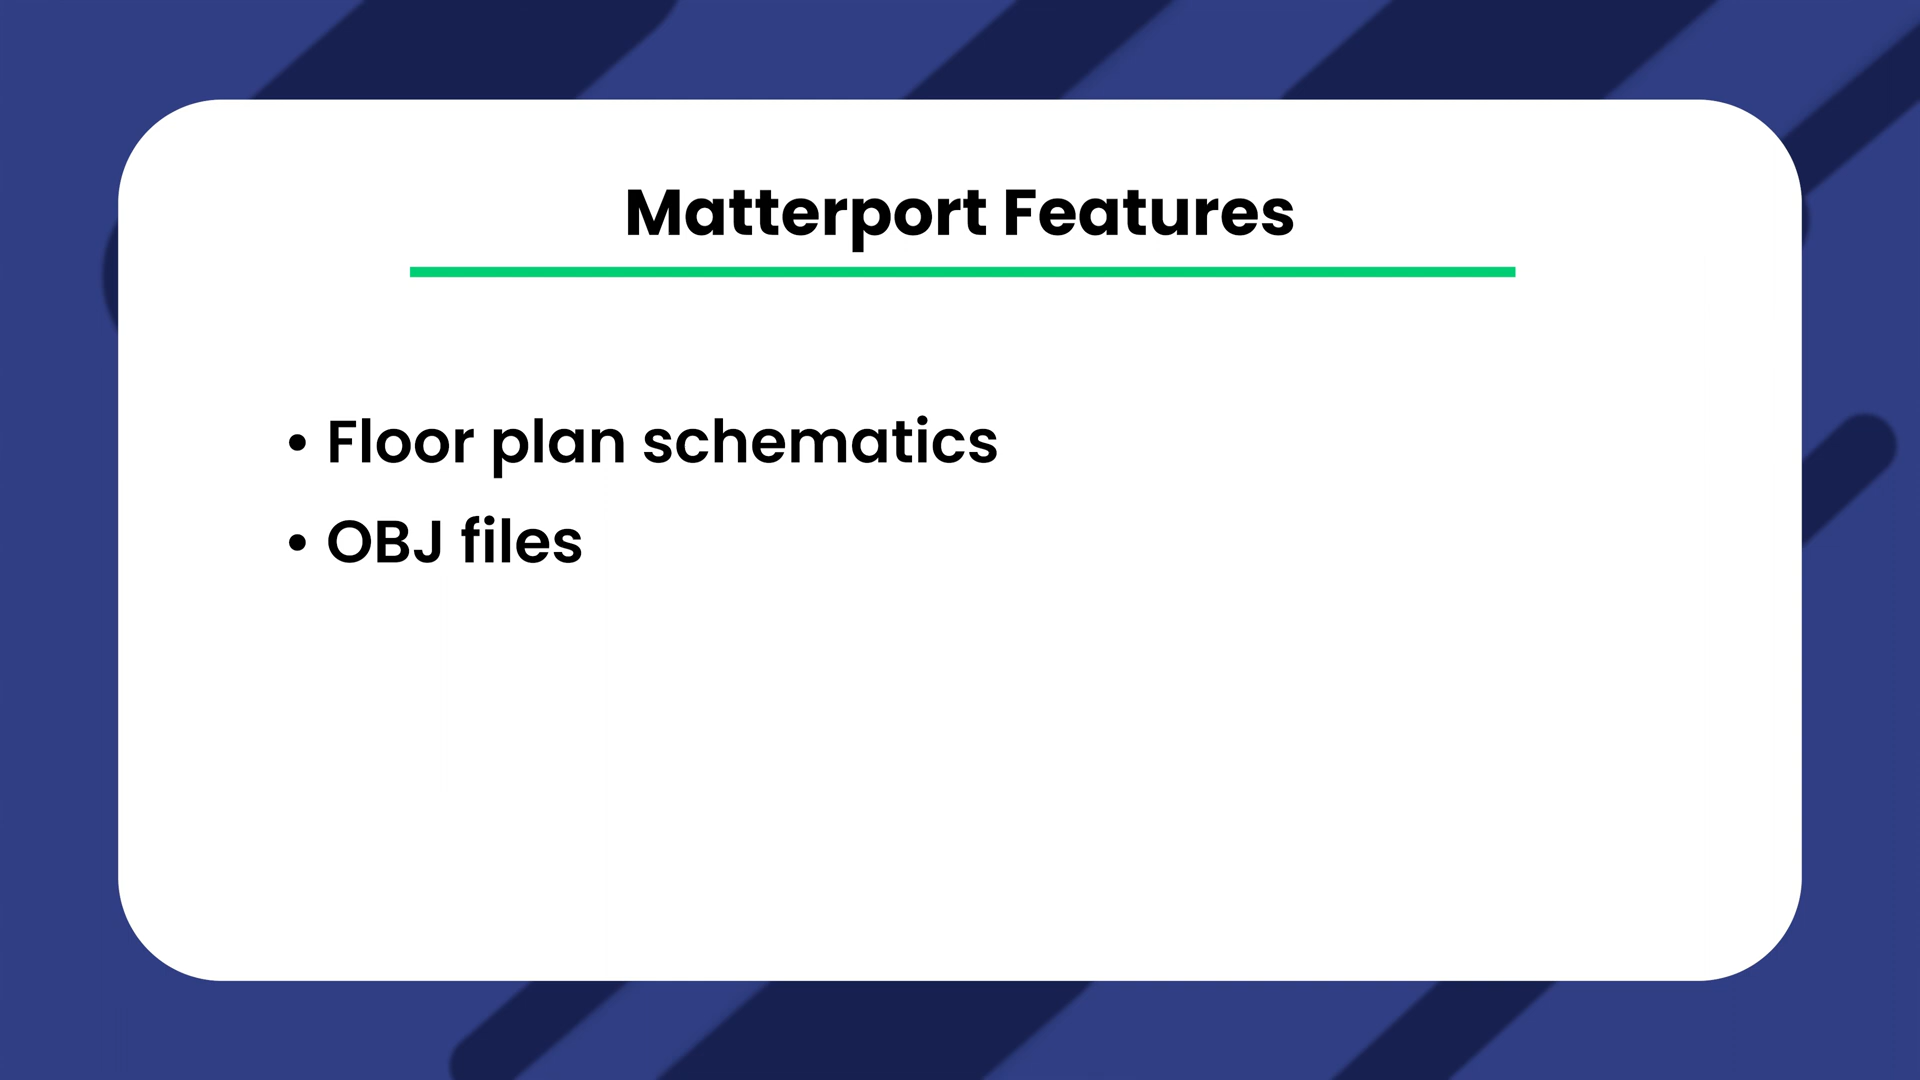 Matterport Features
• Floor plan schematics
• OBJ files